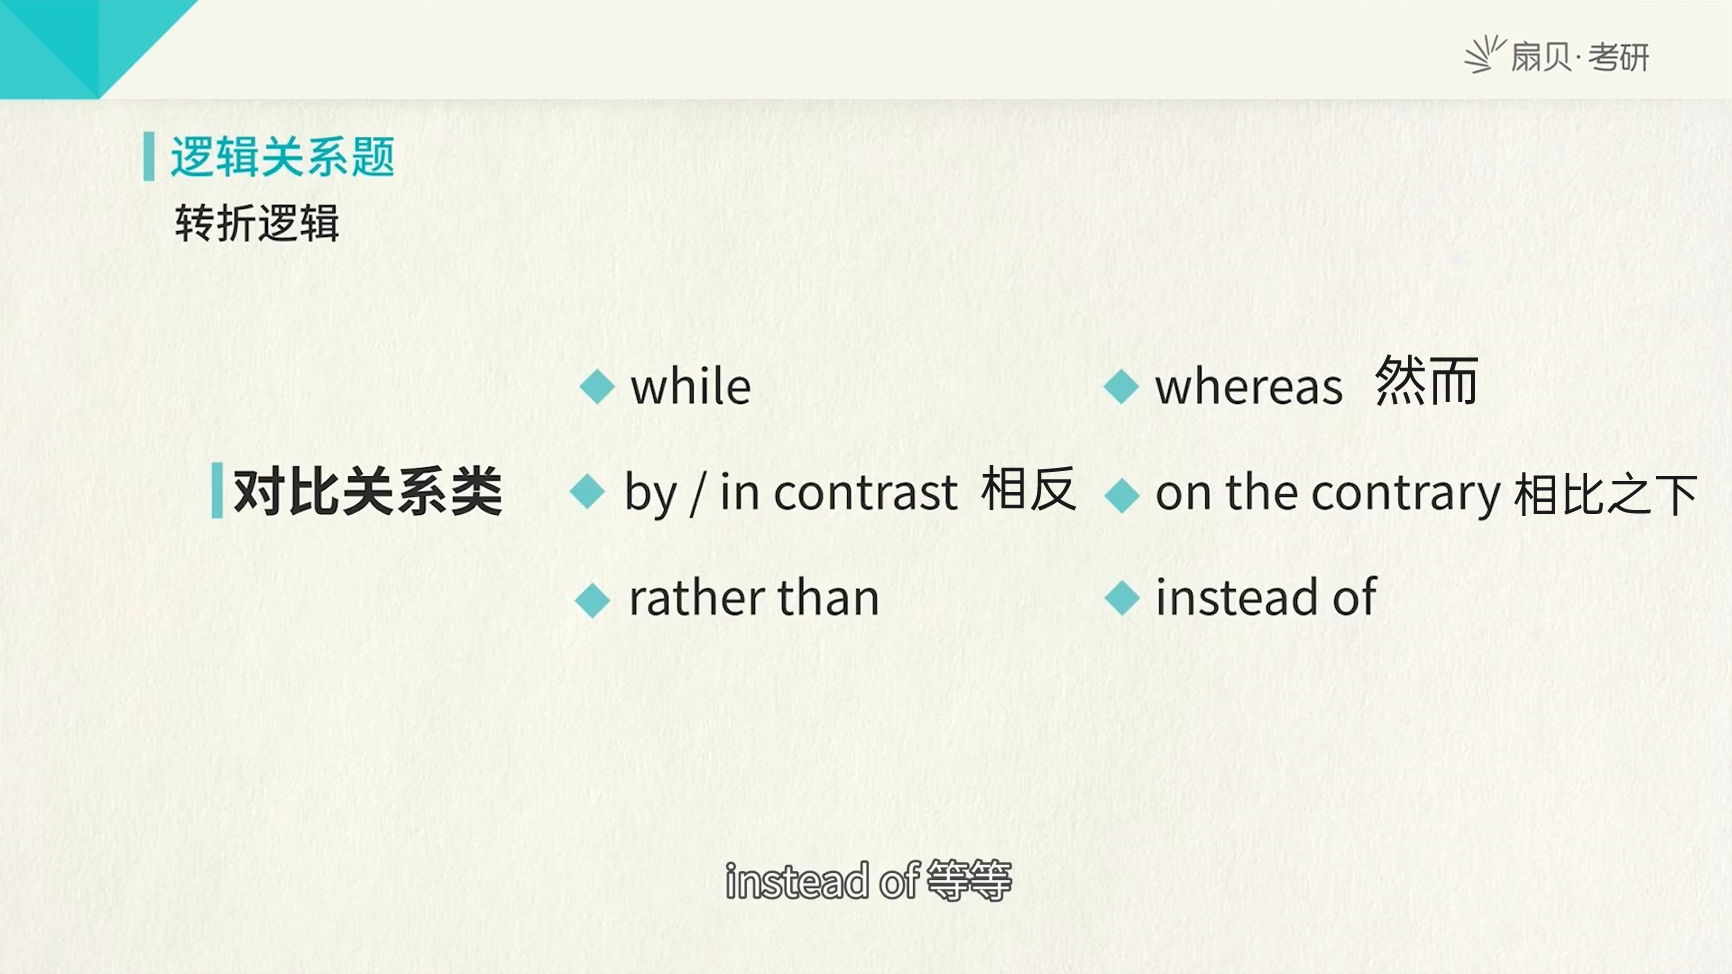 扇贝·考研
逻辑关系题
转折逻辑
while
whereas 然而
对比关系类
by / in contrast 相反
on the contrary 相比之下
rather than
instead of
instead of 等等